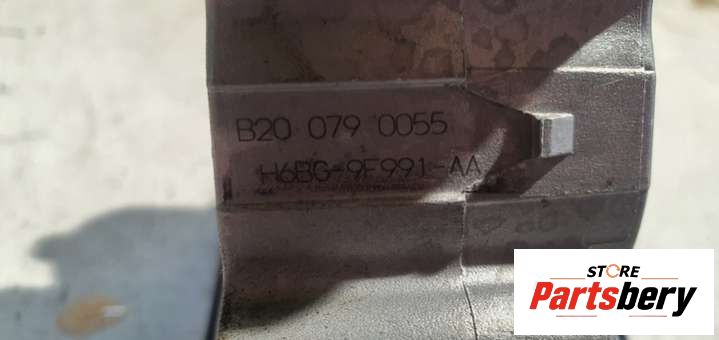 B20 079 0055
H6BG-9F991-AA
STORE
Partsbery